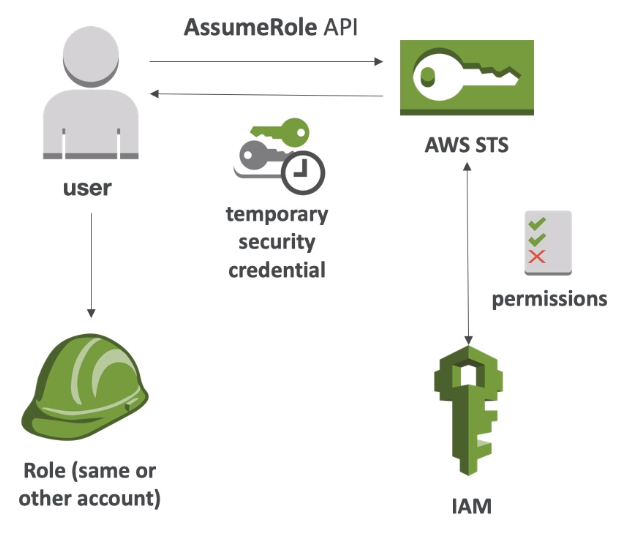 AssumeRole API
AWS STS
user
temporary
security
credential
permissions
Role (same or
other account)
IAM